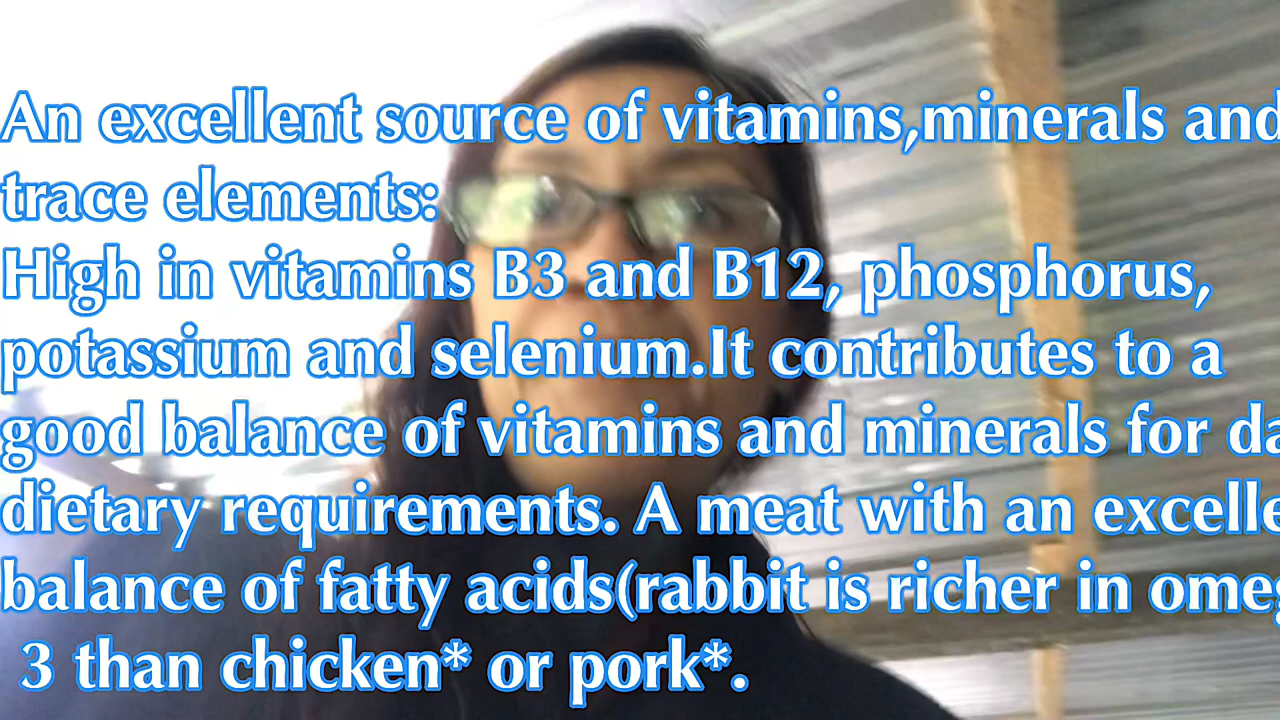 An excellent source of vitamins,minerals and
trace elements:
High in vitamins B3 and B12, phosphorus,
potassium and selenium.It contributes to a
good balance of vitamins and minerals for
dietary requirements. A meat with an
balance of fatty acids(rabbit is richer in
3 than chicken* or pork*.